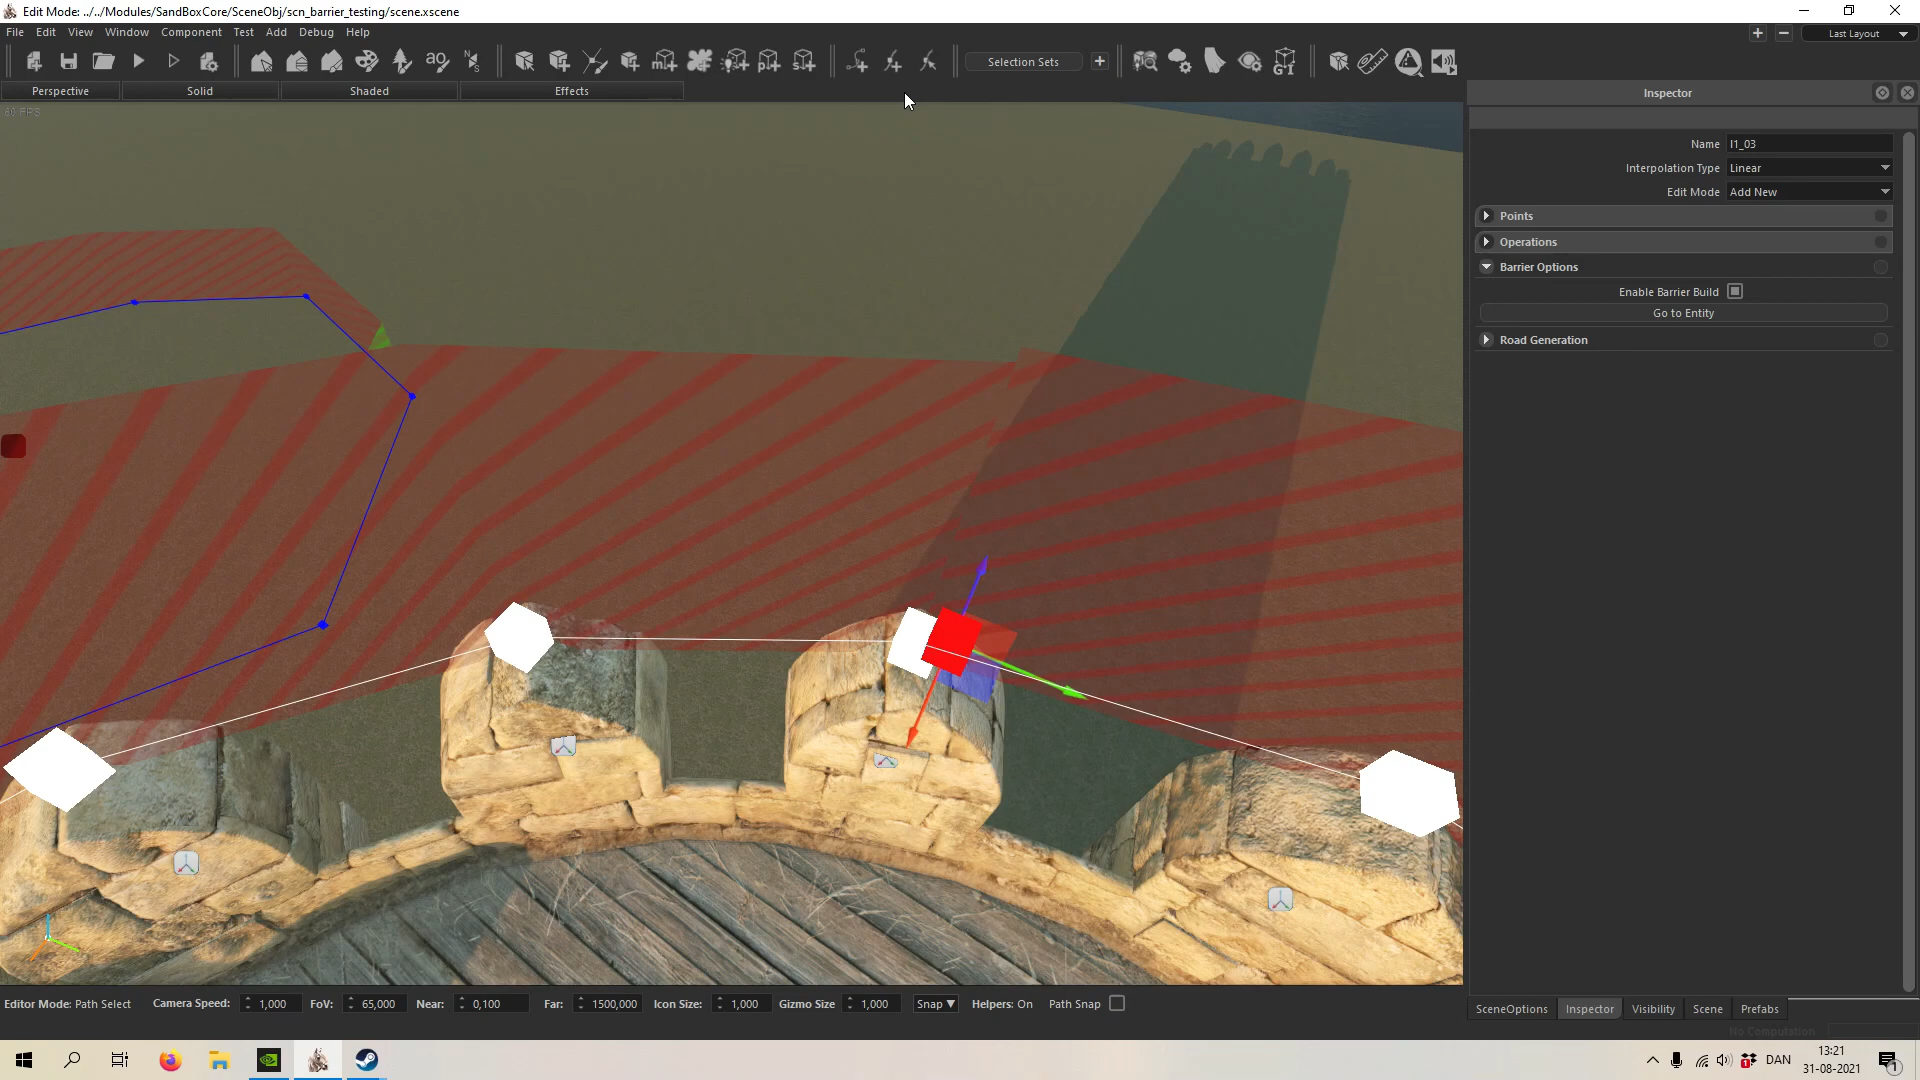 Edit Mode: ../../Modules/SandBoxCore/SceneObj/scn_barrier_testing/scene.xscene
File Edit View Window Component Test Add Debug Help
Last Layout
Selection Sets
Perspective Solid Shaded Effects
Inspector
Name I1_03
Interpolation Type Linear
Edit Mode Add New
Points
Operations
Barrier Options
Enable Barrier Build
Go to Entity
Road Generation
Editor Mode: Path Select Camera Speed: 1,000 FoV: 65,000 Near: 0,100 Far: 1500,000 Icon Size: 1,000 Gizmo Size 1,000 Snap Helpers: On Path Snap
SceneOptions Inspector Visibility Scene Prefabs
No Computation
DAN
13:21
31-08-2021